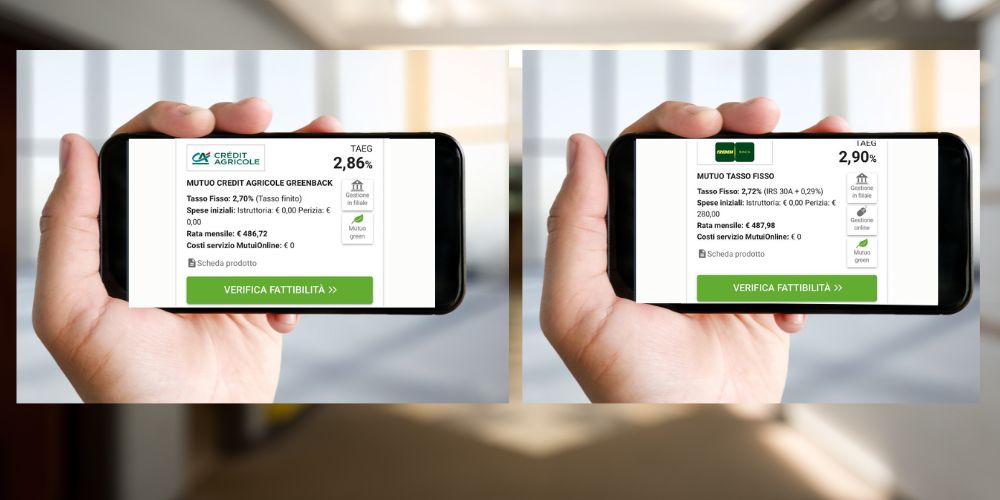 CA CRÉDIT
AGRICOLE
TAEG
2,86%
MUTUO CREDIT AGRICOLE GREENBACK
Tasso Fisso: 2,70% (Tasso finito)
Spese iniziali: Istruttoria: € 0,00 Perizia: €
0,00
Rata mensile: € 486,72
Costi servizio MutuiOnline: € 0
Gestione
in filiale
Mutuo
green
Scheda prodotto
VERIFICA FATTIBILITÀ >>
TAEG
2,90%
MUTUO TASSO FISSO
Tasso Fisso: 2,72% (IRS 30A + 0,29%)
Spese iniziali: Istruttoria: € 0,00 Perizia: €
280,00
Rata mensile: € 487,98
Costi servizio MutuiOnline: € 0
Gestione
in filiale
Gestione
online
Mutuo
green
Scheda prodotto
VERIFICA FATTIBILITÀ >>